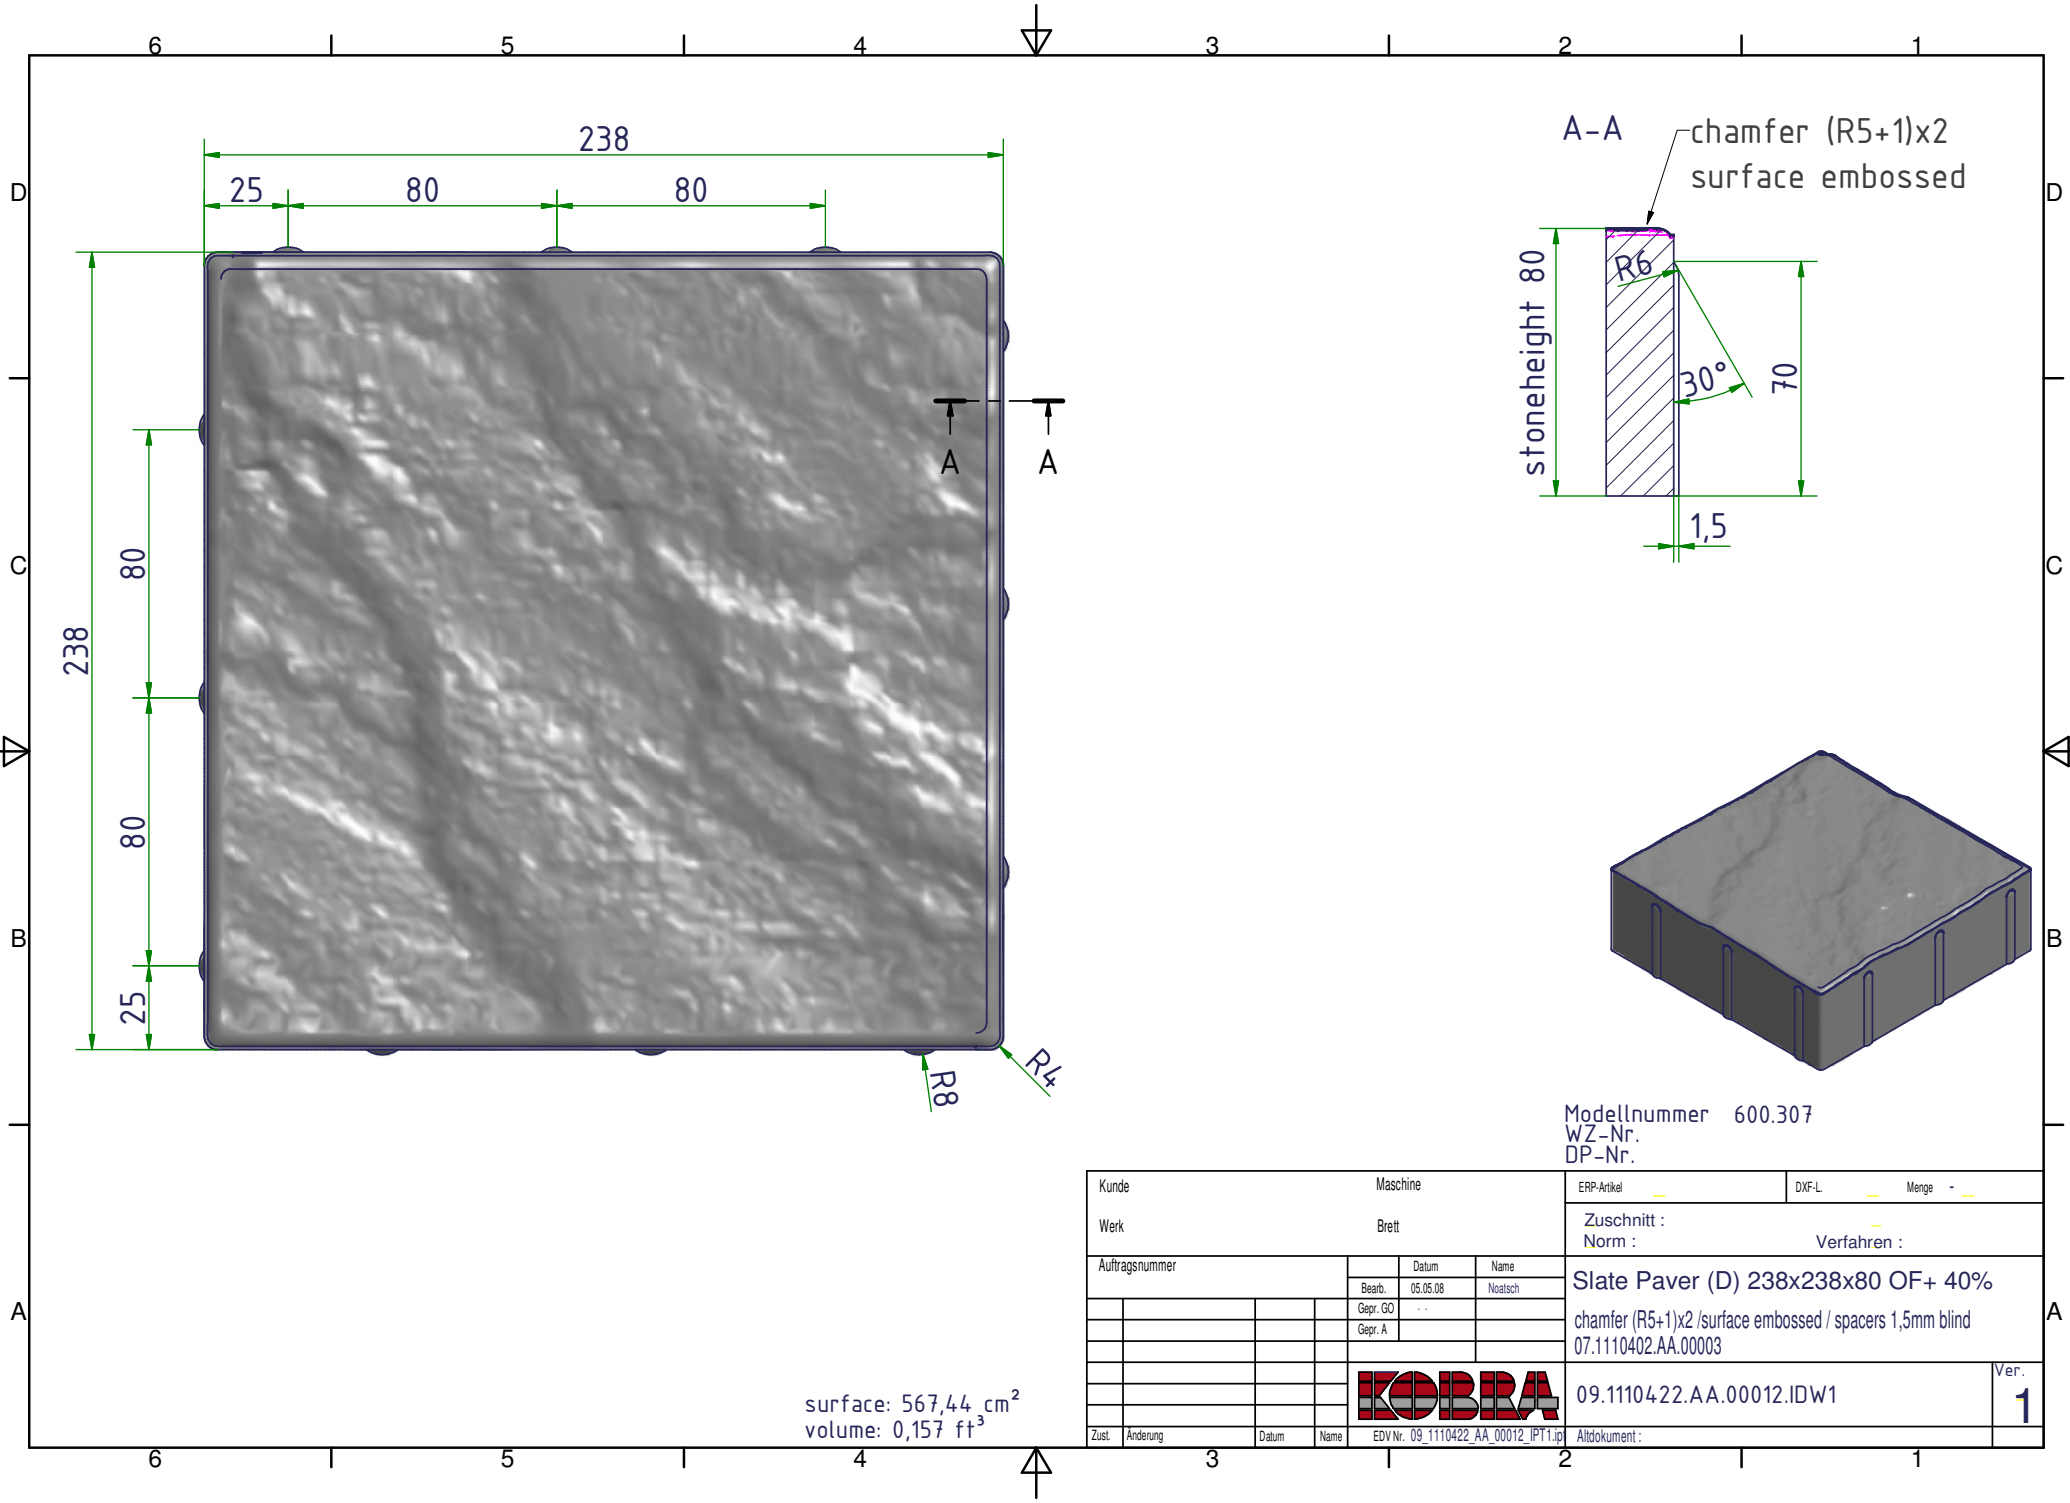 6 5 4 3 2 1
D
D
C
C
B
B
A
A
238
25 80 80
238
80
80
25
A A
R4
R8
A-A
chamfer (R5+1)x2
surface embossed
stoneheight 80
R6
30°
70
1,5
Modellnummer 600.307
WZ-Nr.
DP-Nr.
Kunde Maschine
Werk Brett
ERP-Artikel DXF-L. Menge -
Zuschnitt :
Norm : Verfahren :
Auftragsnummer
Datum Name
Bearb. 05.05.08 Noatsch
Gepr. GO . .
Gepr. A
Slate Paver (D) 238x238x80 OF+ 40%
chamfer (R5+1)x2 /surface embossed / spacers 1,5mm blind
07.1110402.AA.00003
KOBRA
09.1110422.AA.00012.IDW1
Ver.
1
Zust. Änderung Datum Name EDV Nr. 09_1110422_AA_00012_IPT1.ip
Altdokument :
surface: 567,44 cm²
volume: 0,157 ft³
6 5 4 3 2 1